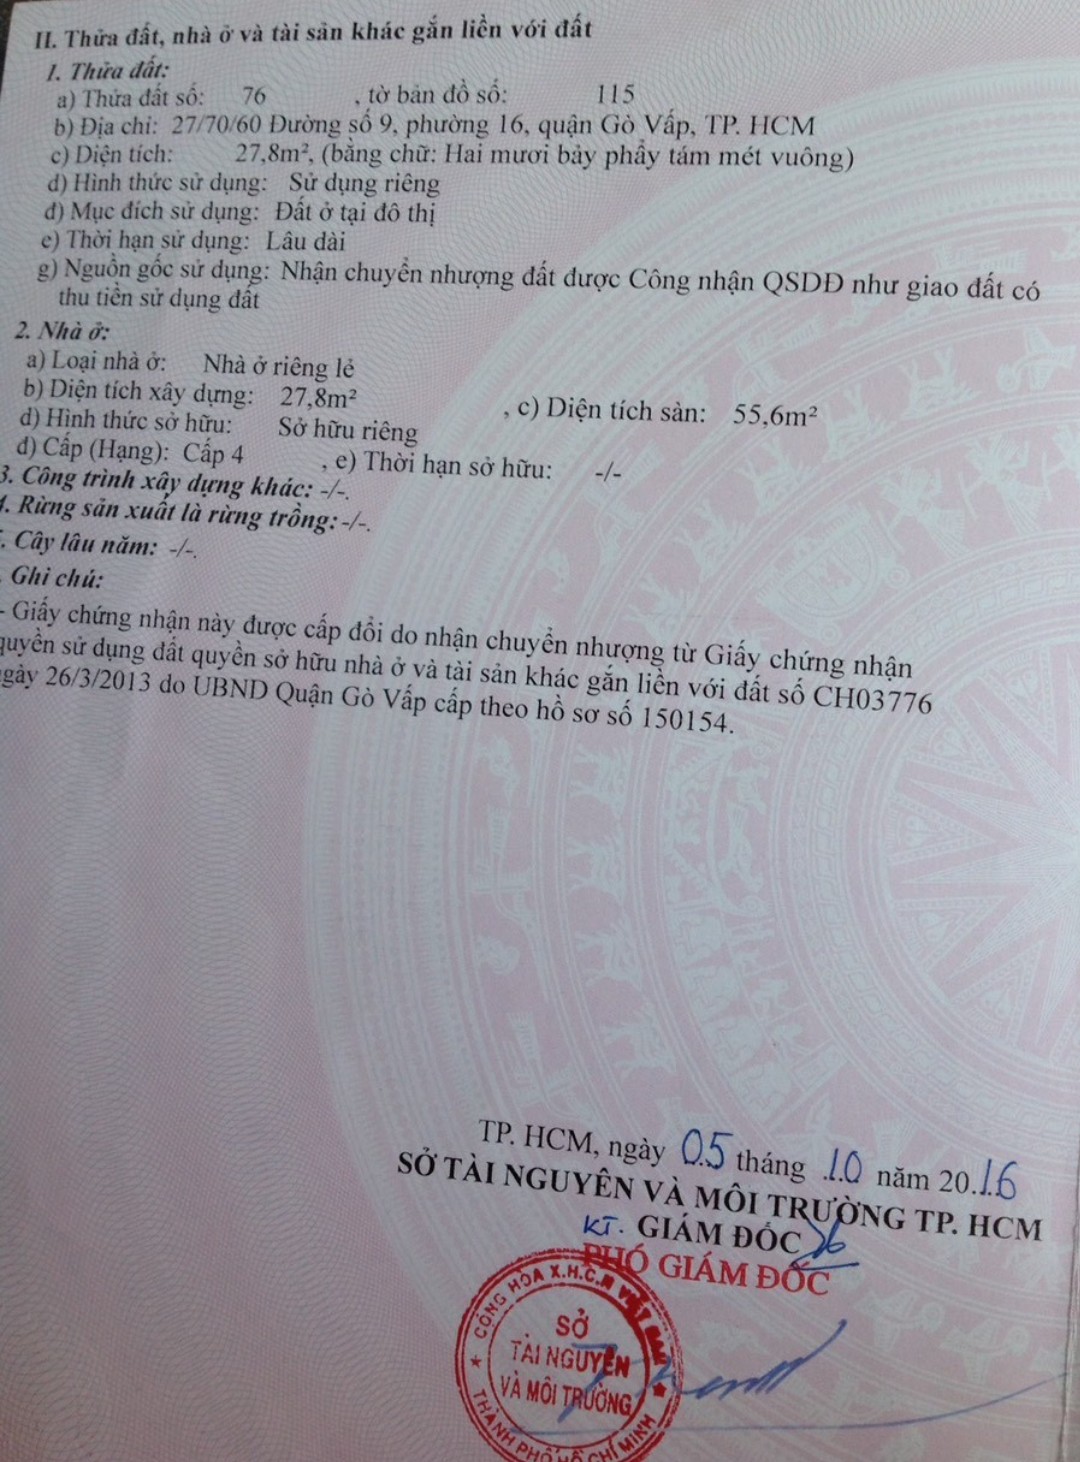 II. Thửa đất, nhà ở và tài sản khác gắn liền với đất
1. Thửa đất:
a) Thửa đất số: 76 , tờ bản đồ số: 115
b) Địa chỉ: 27/70/60 Đường số 9, phường 16, quận Gò Vấp, TP. HCM
c) Diện tích: 27,8m², (bằng chữ: Hai mươi bảy phẩy tám mét vuông)
d) Hình thức sử dụng: Sử dụng riêng
đ) Mục đích sử dụng: Đất ở tại đô thị
e) Thời hạn sử dụng: Lâu dài
g) Nguồn gốc sử dụng: Nhận chuyển nhượng đất được Công nhận QSDĐ như giao đất có
thu tiền sử dụng đất
2. Nhà ở:
a) Loại nhà ở: Nhà ở riêng lẻ
b) Diện tích xây dựng: 27,8m² , c) Diện tích sàn: 55,6m²
d) Hình thức sở hữu: Sở hữu riêng
đ) Cấp (Hạng): Cấp 4 , e) Thời hạn sở hữu: -/-
3. Công trình xây dựng khác: -/-.
4. Rừng sản xuất là rừng trồng: -/-.
. Cây lâu năm: -/-.
. Ghi chú:
- Giấy chứng nhận này được cấp đổi do nhận chuyển nhượng từ Giấy chứng nhận
quyền sử dụng đất quyền sở hữu nhà ở và tài sản khác gắn liền với đất số CH03776
ngày 26/3/2013 do UBND Quận Gò Vấp cấp theo hồ sơ số 150154.
TP. HCM, ngày 05 tháng 10 năm 2016
SỞ TÀI NGUYÊN VÀ MÔI TRƯỜNG TP. HCM
KT. GIÁM ĐỐC
PHÓ GIÁM ĐỐC
CỘNG HÒA X.H.C.N VIỆT NAM
SỞ
TÀI NGUYÊN
VÀ MÔI TRƯỜNG
THÀNH PHỐ HỒ CHÍ MINH